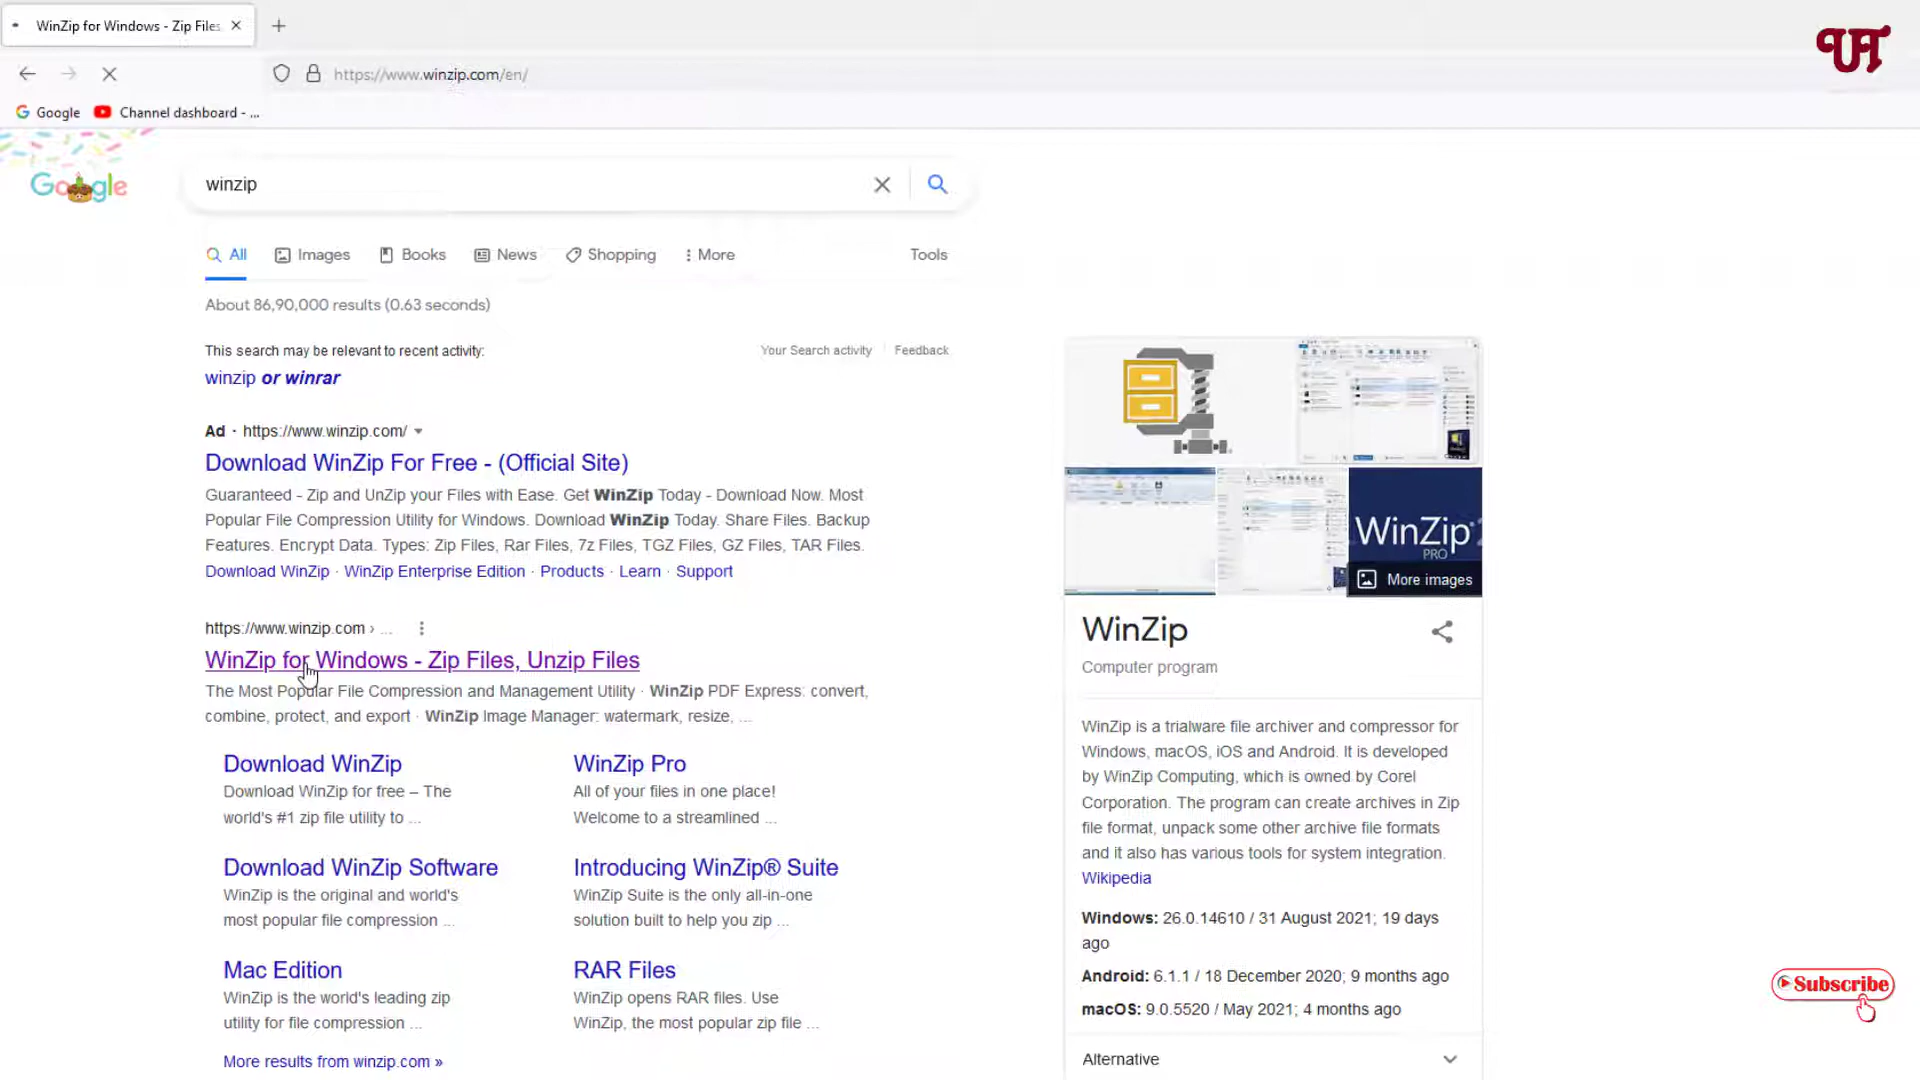 WinZip for Windows - Zip Files
UT
https://www.winzip.com/en/
Google
Channel dashboard - ...
Google
winzip
All
Images
Books
News
Shopping
More
Tools
About 86,90,000 results (0.63 seconds)
This search may be relevant to recent activity:
Your Search activity
Feedback
winzip or winrar
Ad · https://www.winzip.com/
Download WinZip For Free - (Official Site)
Guaranteed - Zip and UnZip your Files with Ease. Get WinZip Today - Download Now. Most
Popular File Compression Utility for Windows. Download WinZip Today. Share Files. Backup
Features. Encrypt Data. Types: Zip Files, Rar Files, 7z Files, TGZ Files, GZ Files, TAR Files.
Download WinZip · WinZip Enterprise Edition · Products · Learn · Support
https://www.winzip.com › ...
WinZip for Windows - Zip Files, Unzip Files
The Most Popular File Compression and Management Utility · WinZip PDF Express: convert,
combine, protect, and export · WinZip Image Manager: watermark, resize, ...
Download WinZip
Download WinZip for free – The
world's #1 zip file utility to ...
WinZip Pro
All of your files in one place!
Welcome to a streamlined ...
Download WinZip Software
WinZip is the original and world's
most popular file compression ...
Introducing WinZip® Suite
WinZip Suite is the only all-in-one
solution built to help you zip ...
Mac Edition
WinZip is the world's leading zip
utility for file compression ...
RAR Files
WinZip opens RAR files. Use
WinZip, the most popular zip file ...
More results from winzip.com »
WinZip
PRO
More images
WinZip
Computer program
WinZip is a trialware file archiver and compressor for
Windows, macOS, iOS and Android. It is developed
by WinZip Computing, which is owned by Corel
Corporation. The program can create archives in Zip
file format, unpack some other archive file formats
and it also has various tools for system integration.
Wikipedia
Windows: 26.0.14610 / 31 August 2021; 19 days
ago
Android: 6.1.1 / 18 December 2020; 9 months ago
macOS: 9.0.5520 / May 2021; 4 months ago
Alternative
Subscribe